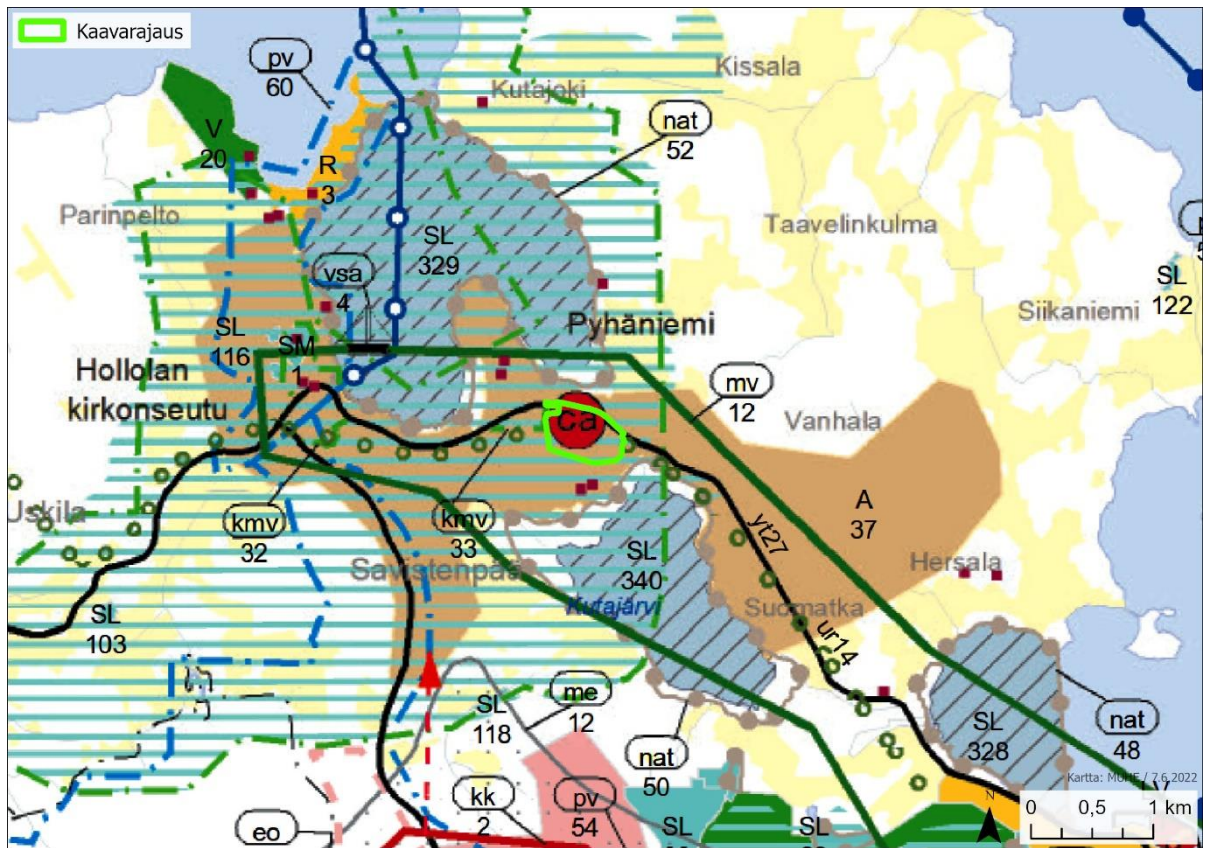 Kaavarajaus
pv
60
Kutajoki
Kissala
nat
52
V
20
R
3
Parinpelto
Taavelinkulma
SL
329
vsa
4
SL
122
Siikaniemi
Pyhäniemi
SL
116
SM
1
Hollolan
kirkonseutu
mv
12
Vanhala
ca
A
37
Uskila
kmv
32
kmv
33
yt27
Hersala
SL
340
Savistenpää
Kutajärvi
Suomatka
ur14
SL
103
me
12
SL
118
nat
50
SL
328
nat
48
Kartta: MUHE / 7.6.2022
kk
2
pv
54
eo
SL
SL
N
0 0,5 1 km